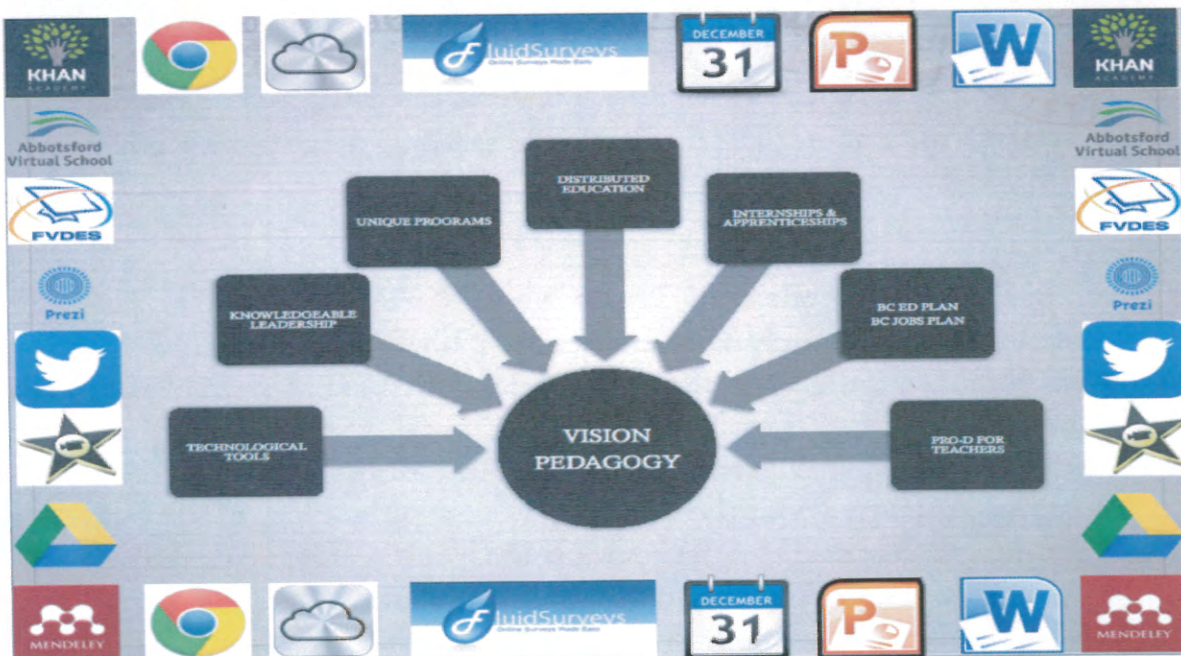 KHAN
ACADEMY
FluidSurveys
Online Surveys Made Easy
DECEMBER
31
P
W
KHAN
ACADEMY
Abbotsford
Virtual School
Abbotsford
Virtual School
FVDES
FVDES
Prezi
Prezi
DISTRIBUTED
EDUCATION
UNIQUE PROGRAMS
INTERNSHIPS &
APPRENTICESHIPS
KNOWLEDGEABLE
LEADERSHIP
BC ED PLAN
BC JOBS PLAN
TECHNOLOGICAL
TOOLS
VISION
PEDAGOGY
PRO-D FOR
TEACHERS
MENDELEY
FluidSurveys
Online Surveys Made Easy
DECEMBER
31
P
W
MENDELEY